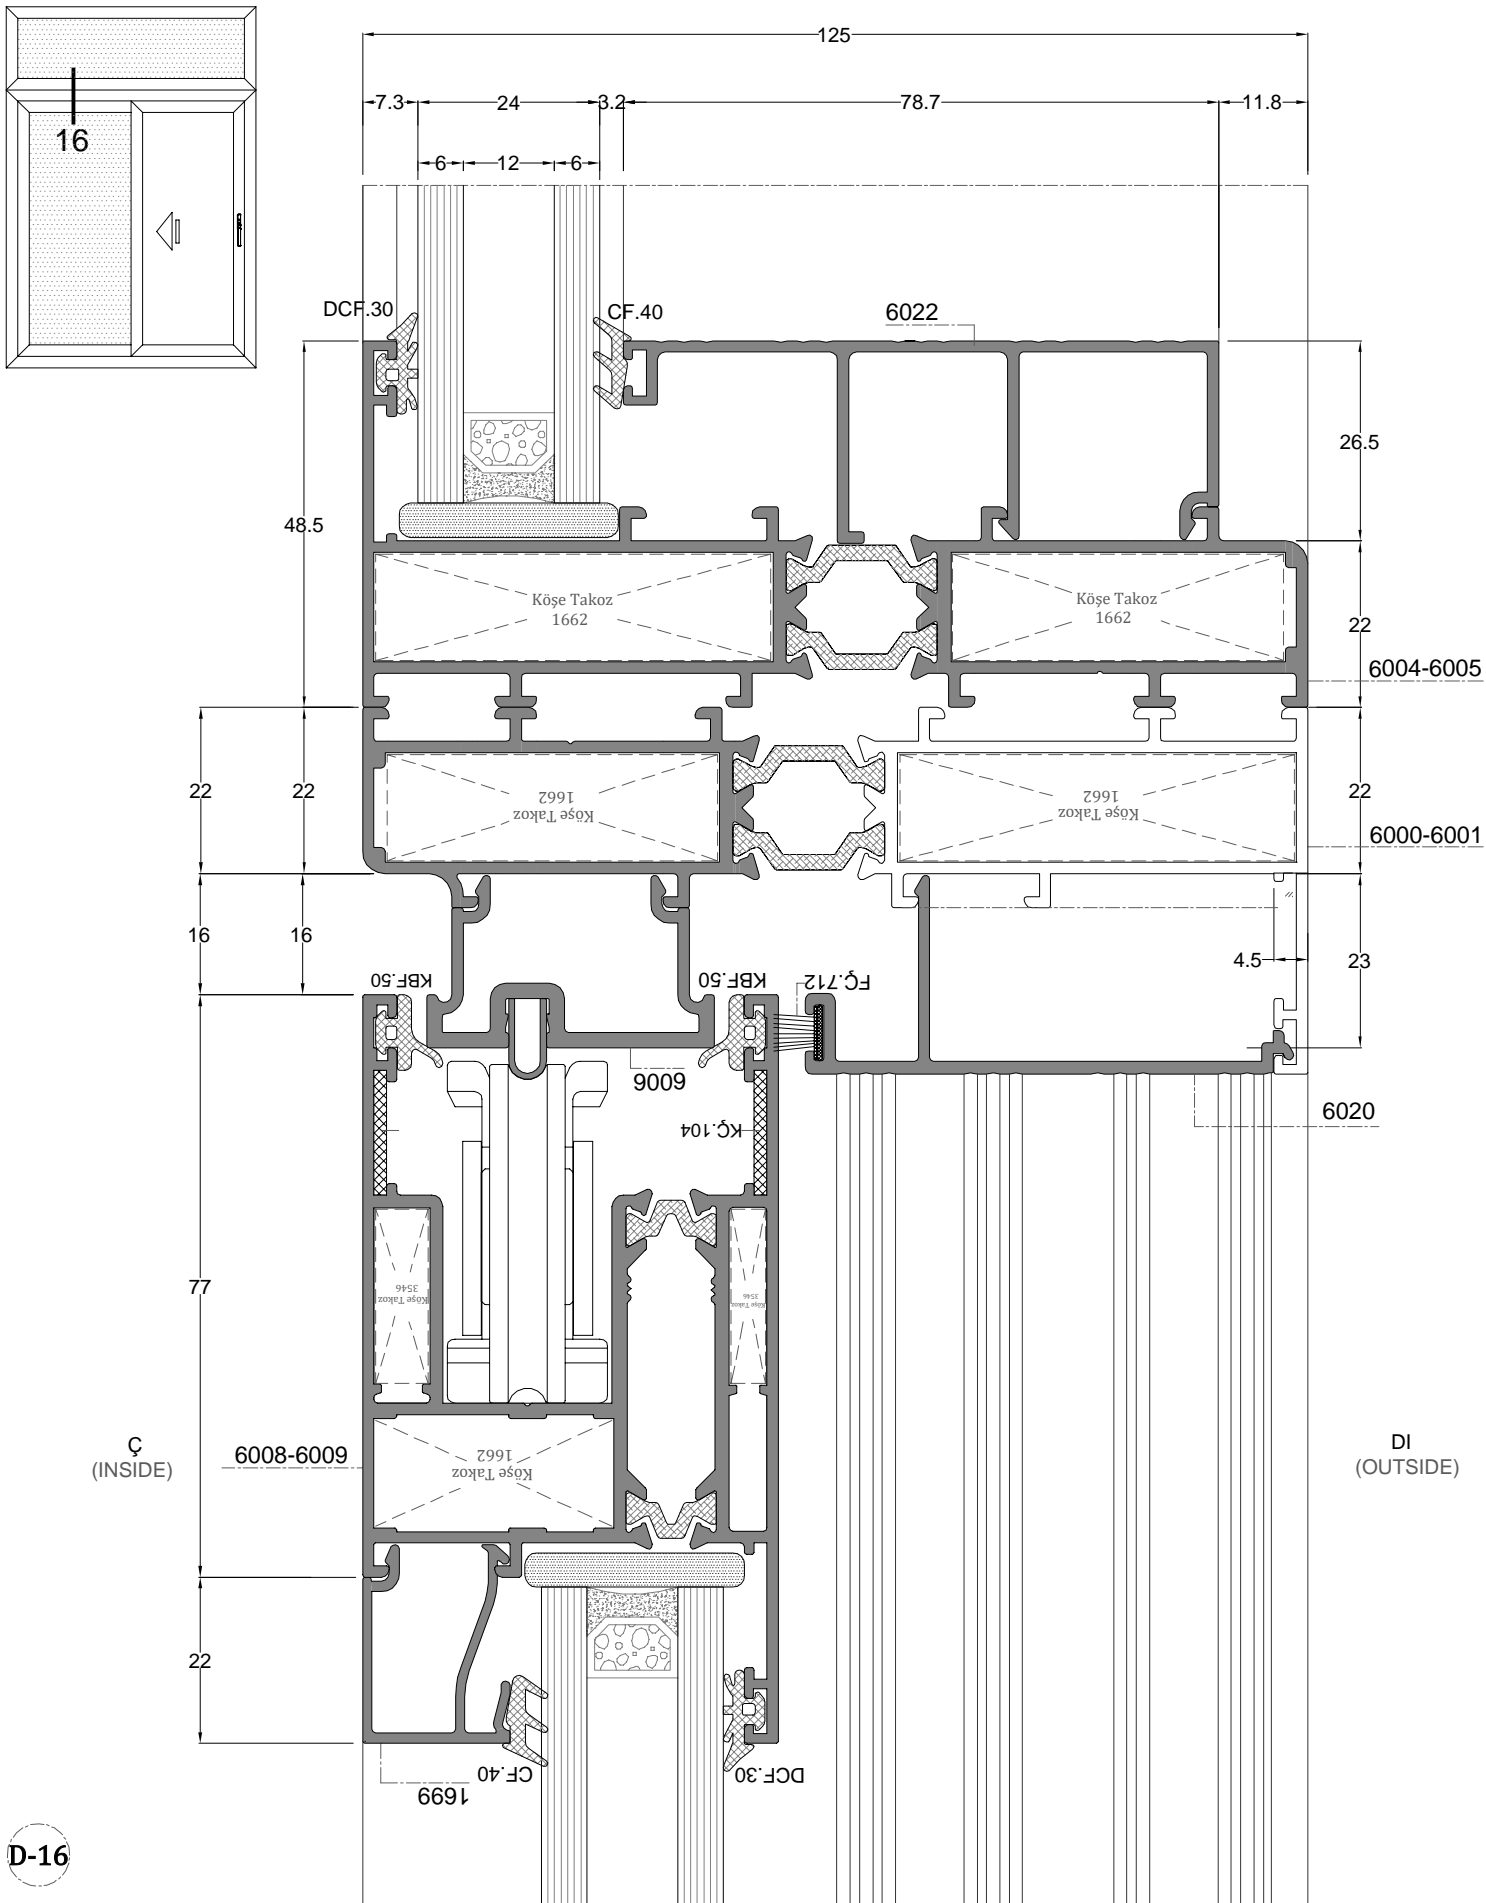 125
7.3
24
3.2
78.7
11.8
6
12
6
16
DCF.30
CF.40
6022
26.5
48.5
Köşe Takoz
1662
Köşe Takoz
1662
22
6004-6005
22
22
Köşe Takoz
1662
Köşe Takoz
1662
22
6000-6001
16
16
KBF.50
KBF.50
FÇ.712
4.5
23
6006
KÇ.104
6020
77
Köşe Takoz
3546
Köşe Takoz
3546
Ç
(INSIDE)
6008-6009
Köşe Takoz
1662
DI
(OUTSIDE)
22
CF.40
DCF.30
1699
D-16